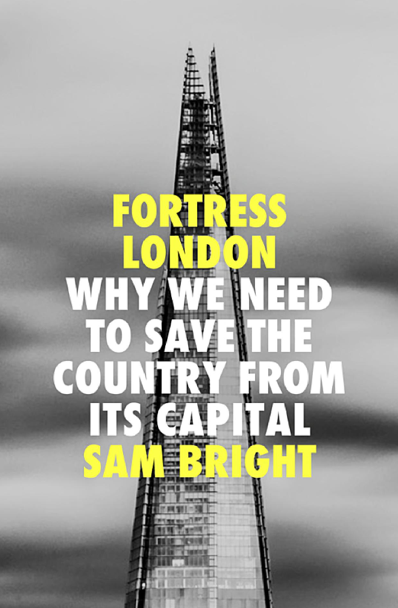 FORTRESS
LONDON
WHY WE NEED
TO SAVE THE
COUNTRY FROM
ITS CAPITAL
SAM BRIGHT